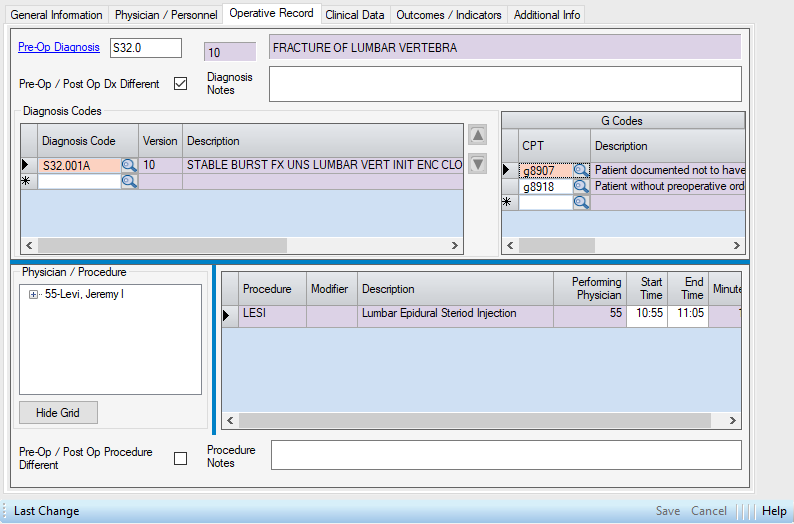 General Information Physician / Personnel Operative Record Clinical Data Outcomes / Indicators Additional Info
Pre-Op Diagnosis S32.0 10 FRACTURE OF LUMBAR VERTEBRA
Pre-Op / Post Op Dx Different Diagnosis
Notes
Diagnosis Codes
Diagnosis Code Version Description
S32.001A 10 STABLE BURST FX UNS LUMBAR VERT INIT ENC CLO
G Codes
CPT Description
g8907 Patient documented not to have
g8918 Patient without preoperative ord
Physician / Procedure
55-Levi, Jeremy I
Hide Grid
Procedure Modifier Description Performing
Physician Start
Time End
Time Minute
LESI Lumbar Epidural Steriod Injection 55 10:55 11:05
Pre-Op / Post Op Procedure
Different
Procedure
Notes
Last Change Save Cancel Help